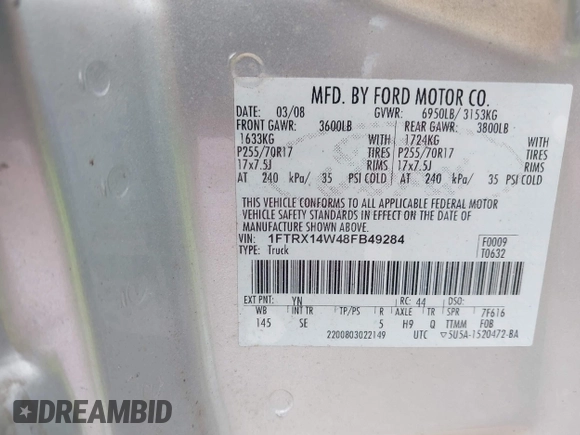 MFD. BY FORD MOTOR CO.
DATE: 03/08 GVWR: 6950LB/ 3153KG
FRONT GAWR: 3600LB REAR GAWR: 3800LB
1633KG WITH 1724KG WITH
P255/70R17 TIRES P255/70R17 TIRES
17x7.5J RIMS 17x7.5J RIMS
AT 240 kPa/ 35 PSI COLD AT 240 kPa/ 35 PSI COLD
THIS VEHICLE CONFORMS TO ALL APPLICABLE FEDERAL MOTOR
VEHICLE SAFETY STANDARDS IN EFFECT ON THE DATE OF
MANUFACTURE SHOWN ABOVE.
VIN: 1FTRX14W48FB49284 F0009
TYPE: Truck T0632
EXT PNT: YN RC: 44 DSO:
WB INT TR TP/PS R AXLE TR SPR 7F616
145 SE 5 H9 Q TTMM FOB
2200803022149 UTC ▽5U5A-1520472-BA
DREAMBID